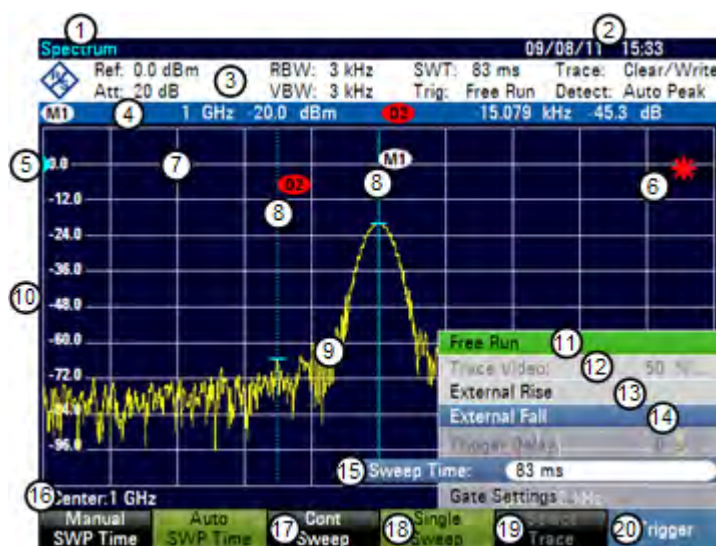 1 2
Spectrum 09/08/11 15:33
Ref: 0.0 dBm RBW: 3 kHz SWT: 83 ms Trace: Clear/Write
Att: 20 dB 3 VBW: 3 kHz Trig: Free Run Detect: Auto Peak
M1 4 1 GHz -20.0 dBm D2 -15.079 kHz -45.3 dB
5 0.0 7 M1
D2 8 6
-12.0 8
-24.0
-36.0
10 -48.0
-60.0 9 Free Run 11
-72.0 Trace Video: 12 50
External Rise 13
-84.0 External Fall 14
-96.0 Trigger Delay: 0
15 Sweep Time: 83 ms
16 Center:1 GHz Gate Settings
Manual Auto Cont Single
SWP Time SWP Time 17 Sweep 18 Sweep 19 Trace 20 Trigger